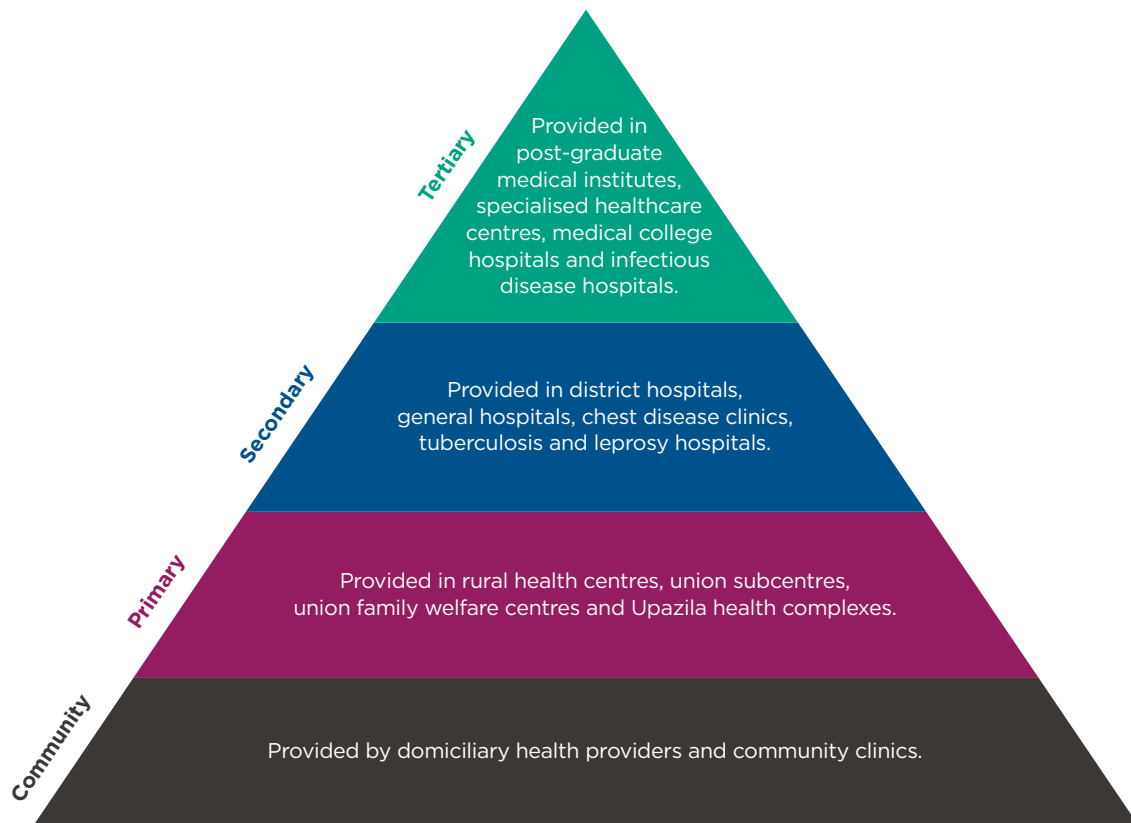 Tertiary
Provided in
post-graduate
medical institutes,
specialised healthcare
centres, medical college
hospitals and infectious
disease hospitals.
Secondary
Provided in district hospitals,
general hospitals, chest disease clinics,
tuberculosis and leprosy hospitals.
Primary
Provided in rural health centres, union subcentres,
union family welfare centres and Upazila health complexes.
Community
Provided by domiciliary health providers and community clinics.